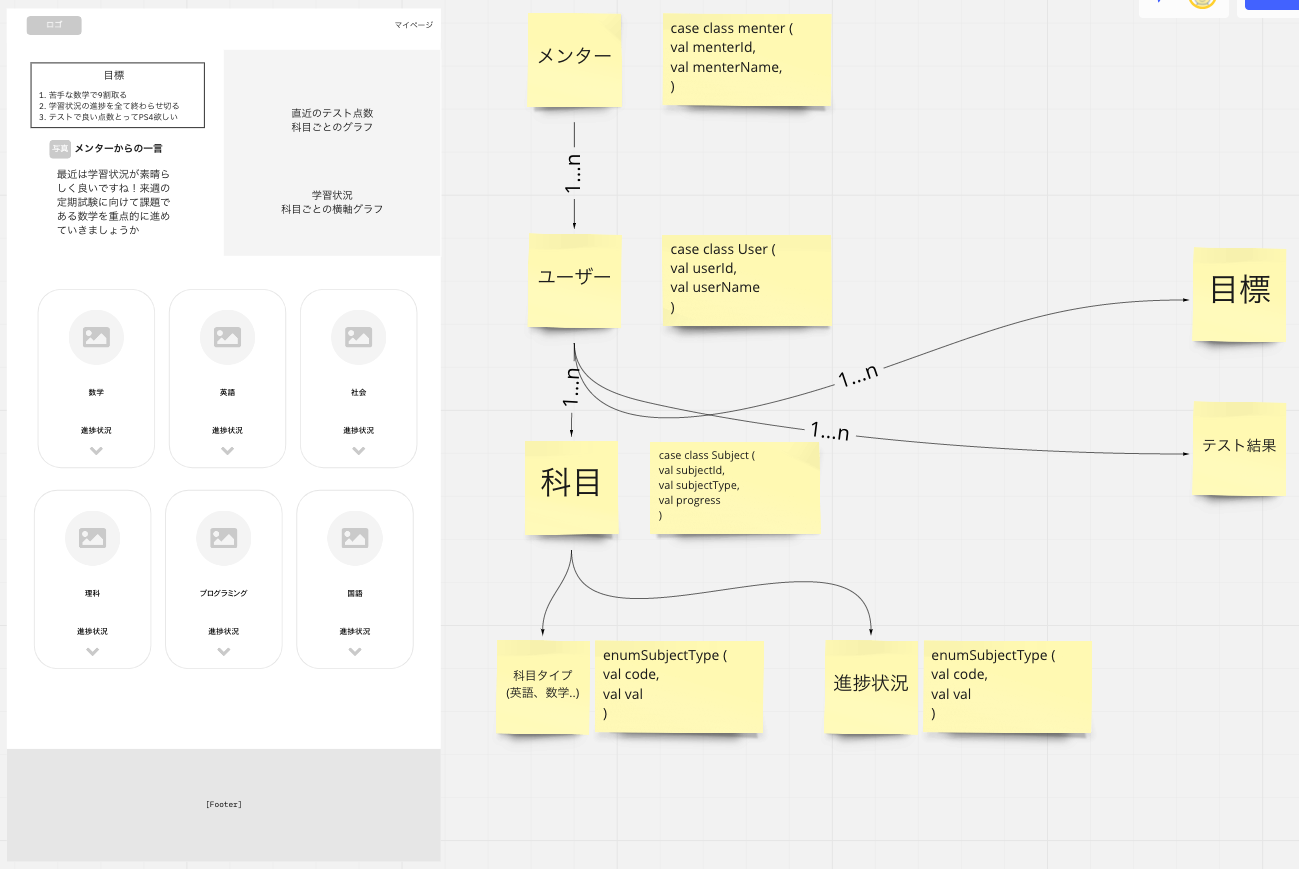 ロゴ
マイページ
目標
1. 苦手な数学で9割取る
2. 学習状況の進捗を全て終わらせ切る
3. テストで良い点数とってPS4欲しい
写真
メンターからの一言
最近は学習状況が素晴ら
しく良いですね！来週の
定期試験に向けて課題で
ある数学を重点的に進め
ていきましょうか
直近のテスト点数
科目ごとのグラフ
学習状況
科目ごとの横軸グラフ
数学
進捗状況
英語
進捗状況
社会
進捗状況
理科
進捗状況
プログラミング
進捗状況
国語
進捗状況
[Footer]
メンター
case class menter (
val menterId,
val menterName,
)
1...n
ユーザー
case class User (
val userId,
val userName
)
1...n
1...n
1...n
目標
テスト結果
科目
case class Subject (
val subjectId,
val subjectType,
val progress
)
科目タイプ
(英語、数学..)
enumSubjectType (
val code,
val val
)
進捗状況
enumSubjectType (
val code,
val val
)